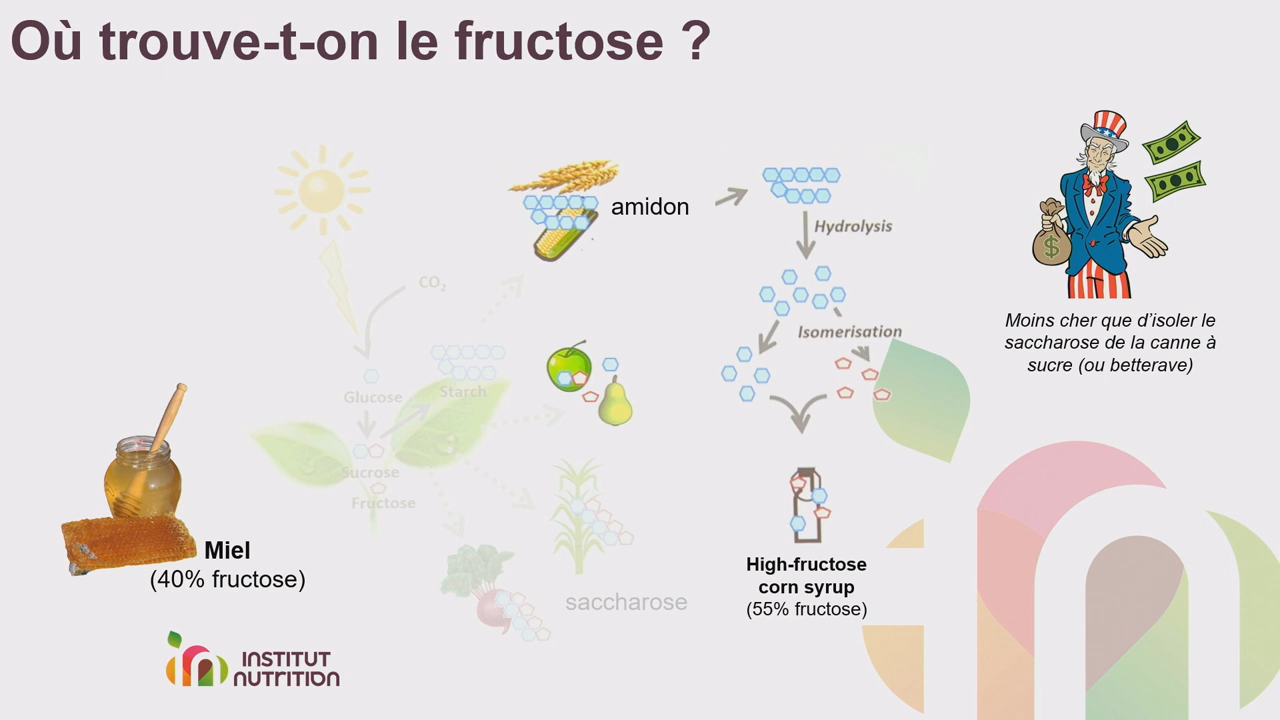 Où trouve-t-on le fructose ?
amidon
Hydrolysis
CO₂
Isomerisation
Glucose
Starch
Sucrose
Fructose
saccharose
Miel
(40% fructose)
High-fructose
corn syrup
(55% fructose)
$
Moins cher que d’isoler le
saccharose de la canne à
sucre (ou betterave)
INSTITUT
NUTRITION